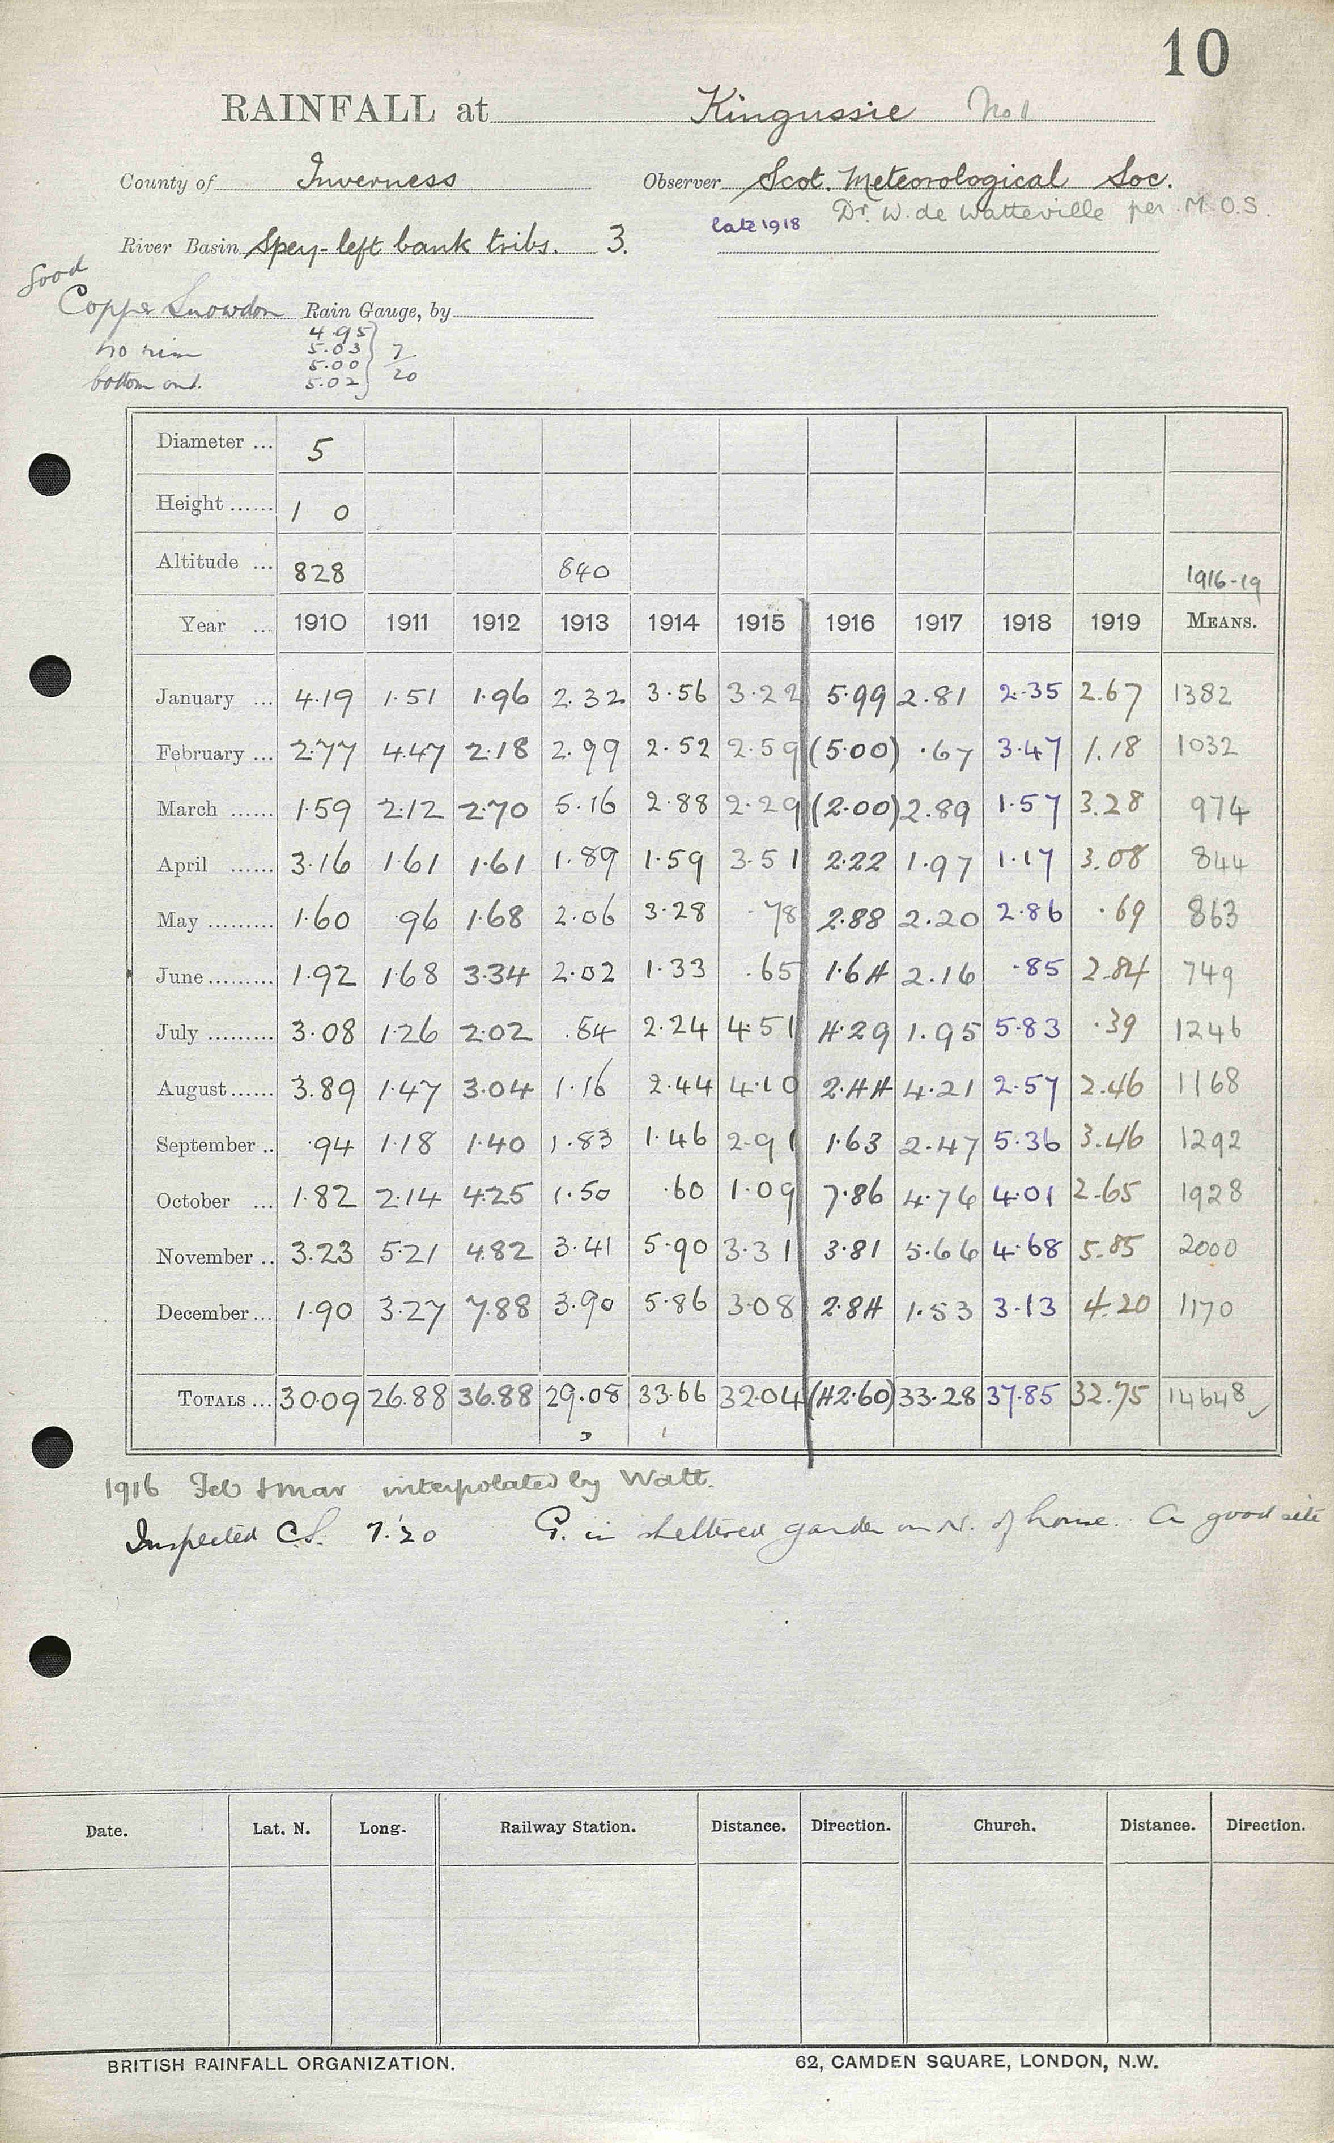 10
RAINFALL at Kingussie No 1
County of Inverness Observer Scot. Meteorological Soc.
late 1918 Dr. W. de Watteville per M.O.S.
River Basin Spey-left bank tribs. 3.
Good
Copper Snowdon Rain Gauge, by
no rim
bottom out.
4.95
5.03
5.00
5.02
7
20
Diameter ... 5
Height ...... 1 0
Altitude ... 828 840 1916-19
Year ... 1910 1911 1912 1913 1914 1915 1916 1917 1918 1919 MEANS.
January ... 4.19 1.51 1.96 2.32 3.56 3.22 5.99 2.81 2.35 2.67 1382
February ... 2.77 4.47 2.18 2.99 2.52 2.59 (5.00) .67 3.47 1.18 1032
March ...... 1.59 2.12 2.70 5.16 2.88 2.29 (2.00) 2.89 1.57 3.28 974
April ...... 3.16 1.61 1.61 1.89 1.59 3.51 2.22 1.97 1.17 3.08 844
May ......... 1.60 .96 1.68 2.06 3.28 .78 2.88 2.20 2.86 .69 863
June ......... 1.92 1.68 3.34 2.02 1.33 .65 1.64 2.16 .85 2.84 749
July ......... 3.08 1.26 2.02 .84 2.24 4.51 4.29 1.95 5.83 .39 1246
August...... 3.89 1.47 3.04 1.16 2.44 4.10 2.44 4.21 2.57 2.46 1168
September .. .94 1.18 1.40 1.83 1.46 2.91 1.63 2.47 5.36 3.46 1292
October ... 1.82 2.14 4.25 1.50 .60 1.09 7.86 4.76 4.01 2.65 1928
November .. 3.23 5.21 4.82 3.41 5.90 3.31 3.81 5.66 4.68 5.85 2000
December ... 1.90 3.27 7.88 3.90 5.86 3.08 2.84 1.53 3.13 4.20 1170
TOTALS ... 30.09 26.88 36.88 29.08 33.66 32.04 (42.60) 33.28 37.85 32.75 14648 ✓
1916 Feb & Mar interpolated by Watt.
Inspected C.S. 7.'20 G. in sheltered garden on N. of house. A good site
Date. Lat. N. Long. Railway Station. Distance. Direction. Church. Distance. Direction.
BRITISH RAINFALL ORGANIZATION. 62, CAMDEN SQUARE, LONDON, N.W.